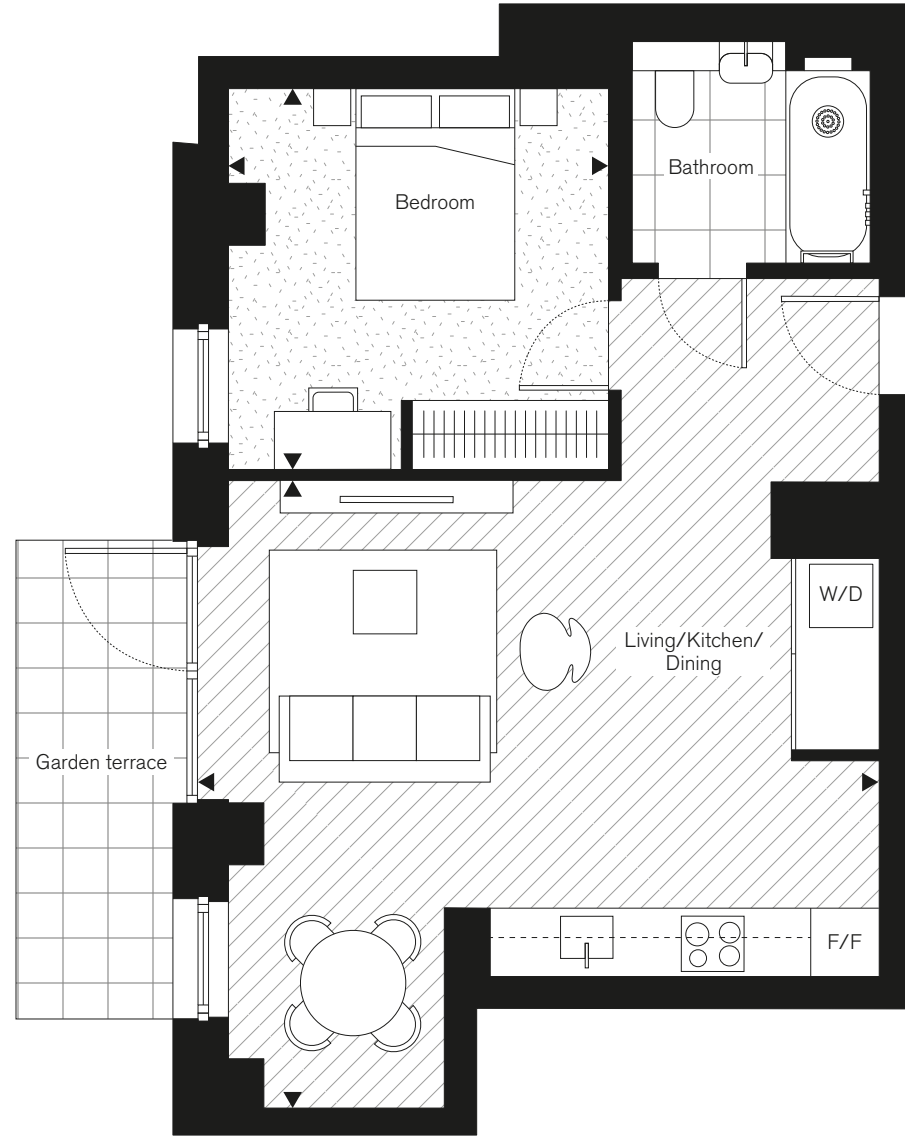 Bathroom
Bedroom
W/D
Living/Kitchen/
Dining
Garden terrace
F/F